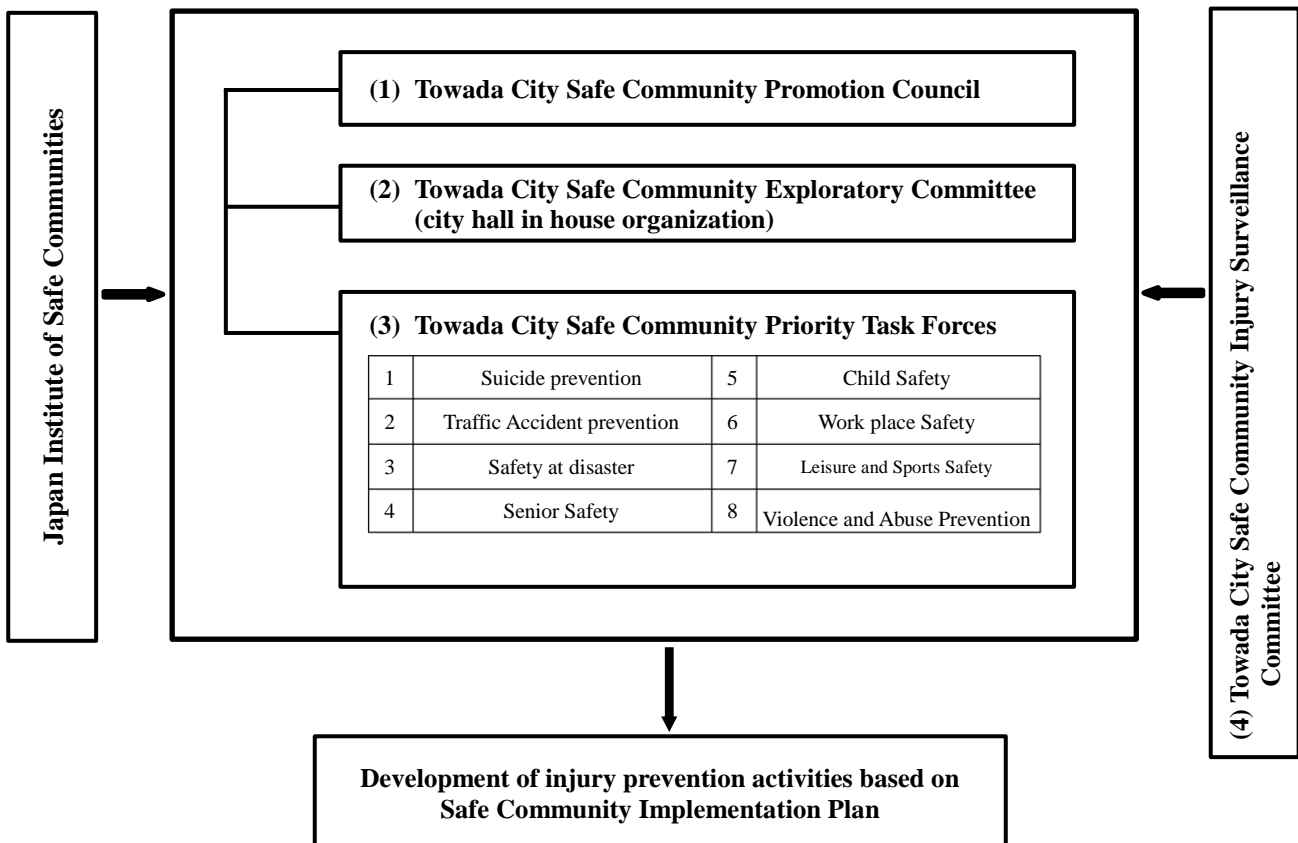 Japan Institute of Safe Communities
(1) Towada City Safe Community Promotion Council
(2) Towada City Safe Community Exploratory Committee
(city hall in house organization)
(3) Towada City Safe Community Priority Task Forces
1 Suicide prevention 5 Child Safety
2 Traffic Accident prevention 6 Work place Safety
3 Safety at disaster 7 Leisure and Sports Safety
4 Senior Safety 8 Violence and Abuse Prevention
(4) Towada City Safe Community Injury Surveillance
Committee
Development of injury prevention activities based on
Safe Community Implementation Plan